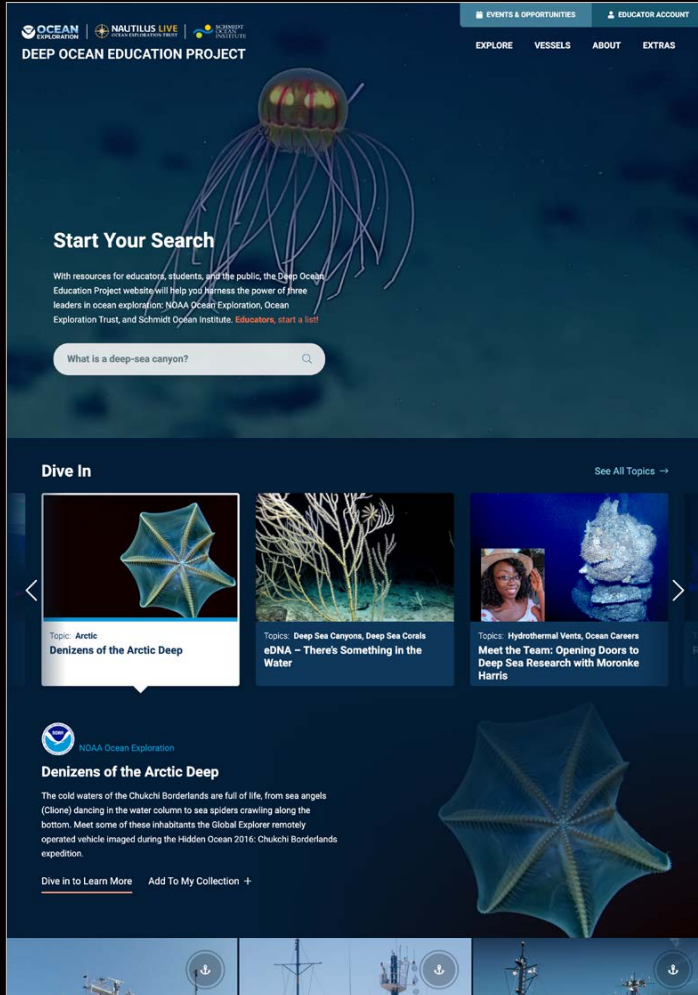 EVENTS & OPPORTUNITIES
EDUCATOR ACCOUNT
OCEAN
EXPLORATION
NAUTILUS LIVE
OCEAN EXPLORATION TRUST
SCHMIDT
OCEAN
INSTITUTE
DEEP OCEAN EDUCATION PROJECT
EXPLORE
VESSELS
ABOUT
EXTRAS
Start Your Search
With resources for educators, students, and the public, the Deep Ocean
Education Project website will help you harness the power of three
leaders in ocean exploration: NOAA Ocean Exploration, Ocean
Exploration Trust, and Schmidt Ocean Institute. Educators, start a list!
What is a deep-sea canyon?
Dive In
See All Topics →
Topic: Arctic
Denizens of the Arctic Deep
Topics: Deep Sea Canyons, Deep Sea Corals
eDNA – There's Something in the
Water
Topics: Hydrothermal Vents, Ocean Careers
Meet the Team: Opening Doors to
Deep Sea Research with Moronke
Harris
NOAA Ocean Exploration
Denizens of the Arctic Deep
The cold waters of the Chukchi Borderlands are full of life, from sea angels
(Clione) dancing in the water column to sea spiders crawling along the
bottom. Meet some of these inhabitants the Global Explorer remotely
operated vehicle imaged during the Hidden Ocean 2016: Chukchi Borderlands
expedition.
Dive in to Learn More
Add To My Collection +